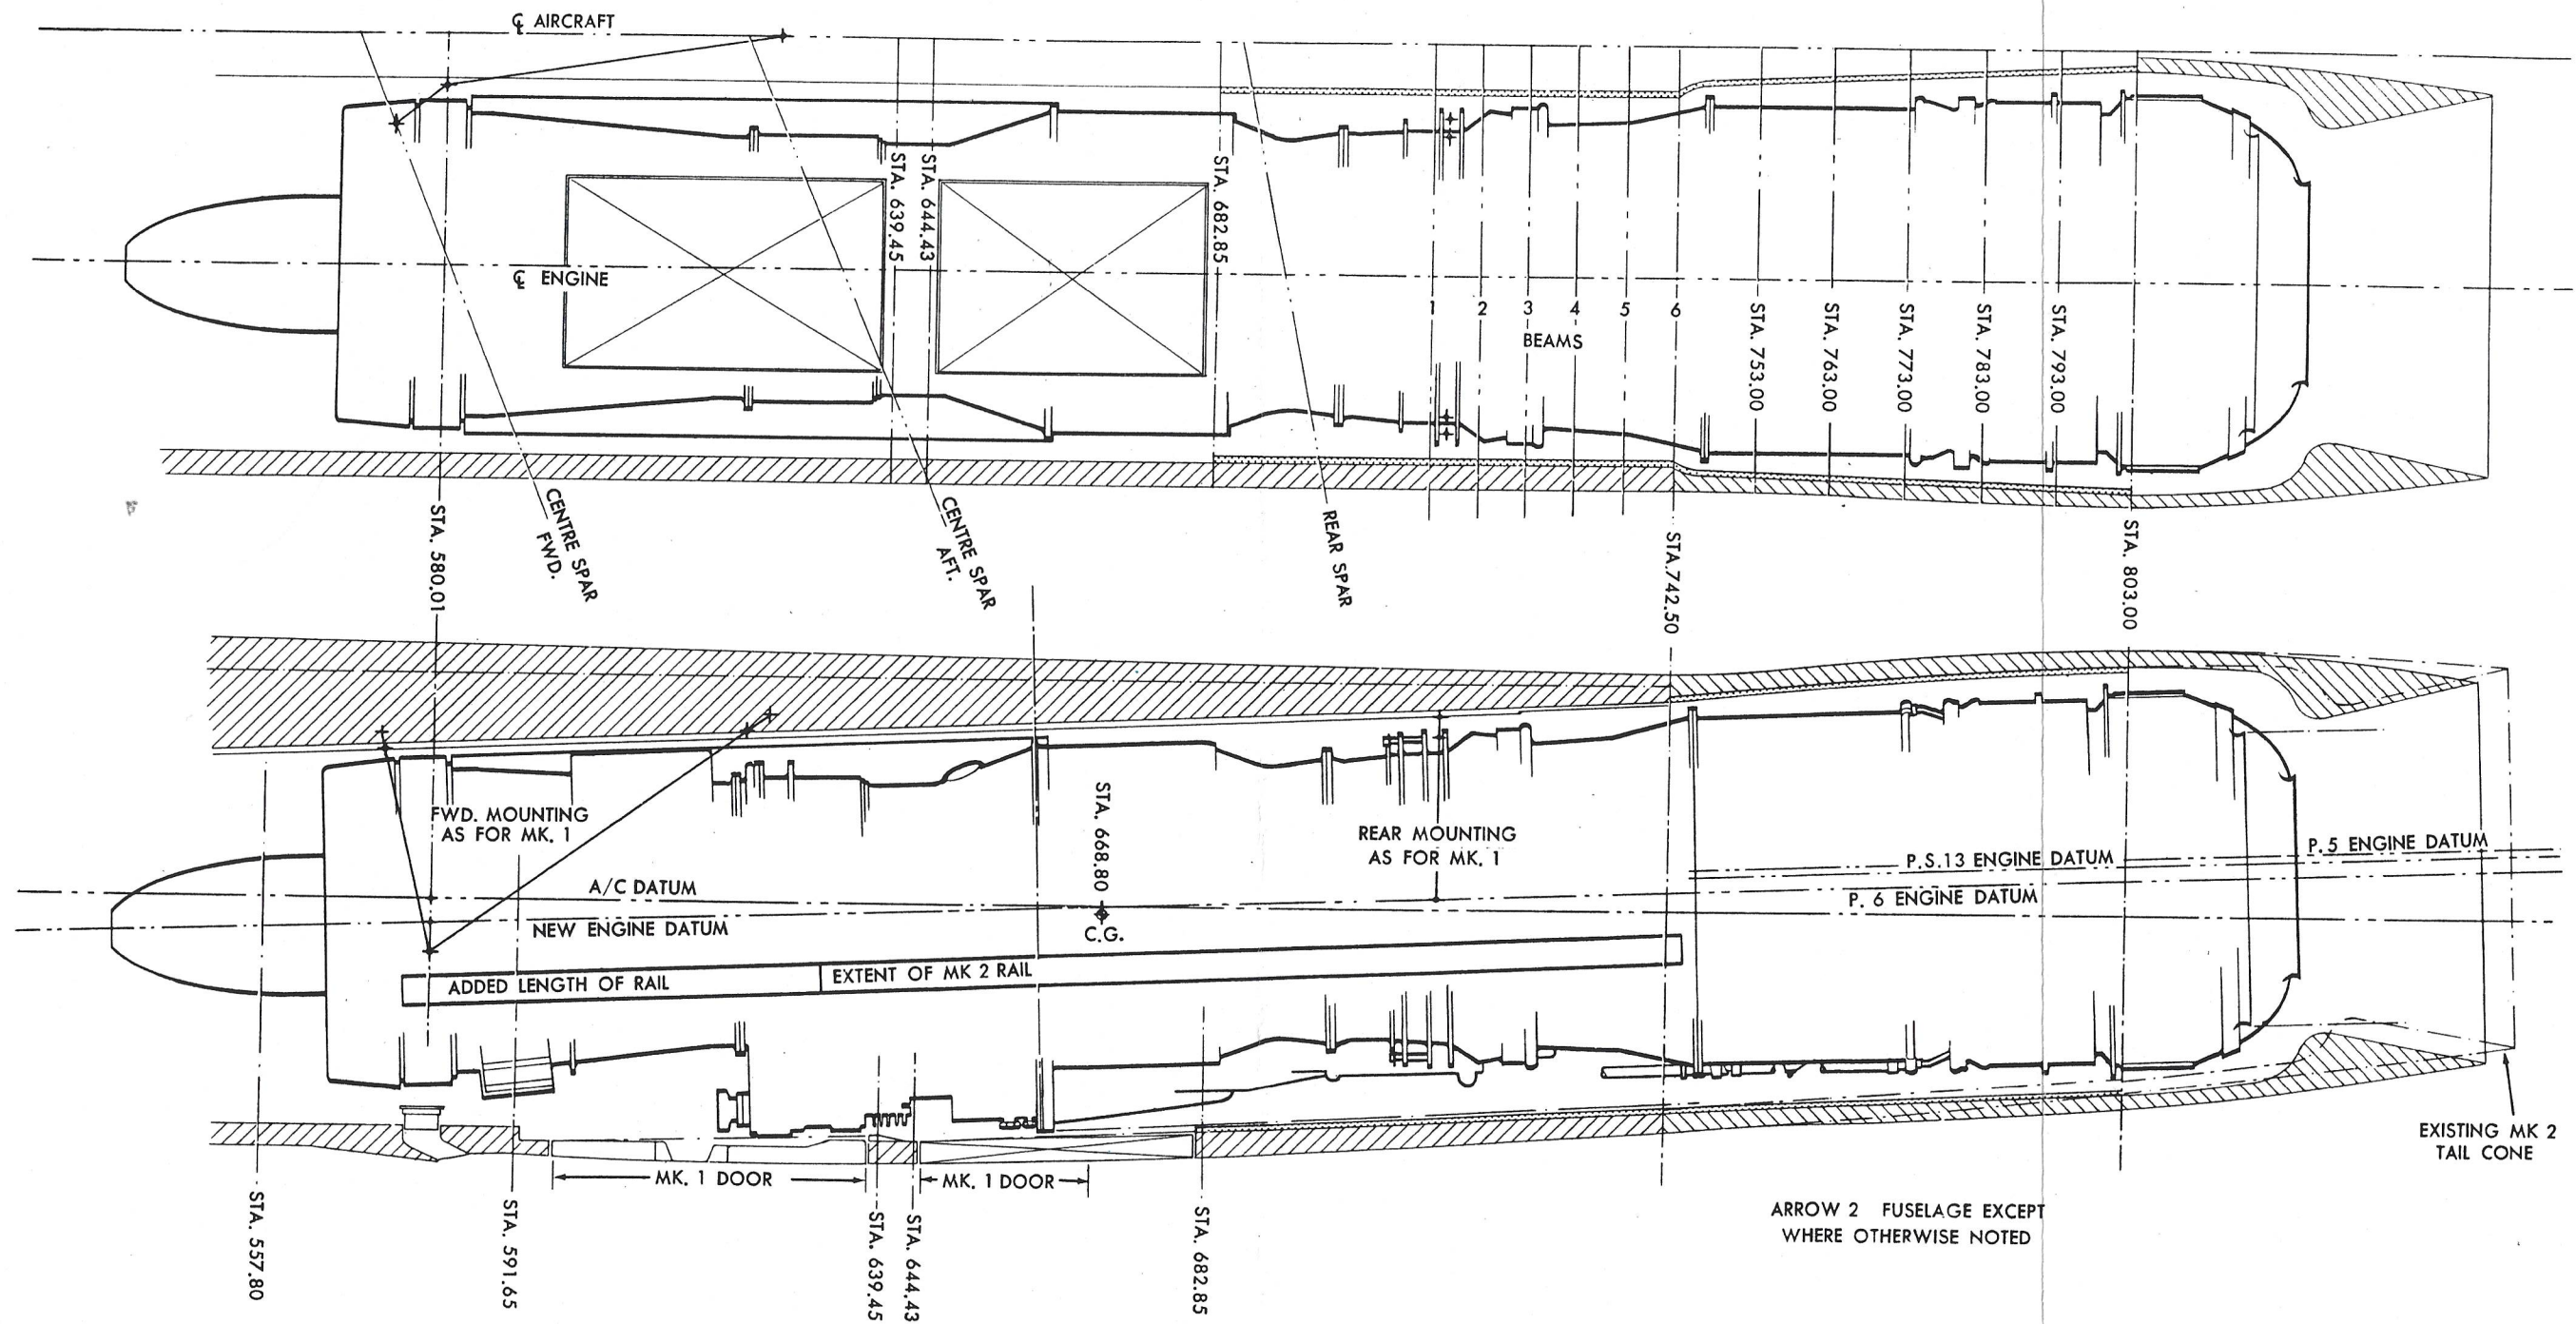 ℄ AIRCRAFT
STA. 639.45
STA. 644.43
STA. 682.85
℄ ENGINE
1 2 3 4 5 6
BEAMS
STA. 753.00
STA. 763.00
STA. 773.00
STA. 783.00
STA. 793.00
STA. 580.01
CENTRE SPAR
FWD.
CENTRE SPAR
AFT.
REAR SPAR
STA. 742.50
STA. 803.00
FWD. MOUNTING
AS FOR MK. 1
STA. 668.80
REAR MOUNTING
AS FOR MK. 1
P.S.13 ENGINE DATUM
P. 5 ENGINE DATUM
A/C DATUM
P. 6 ENGINE DATUM
NEW ENGINE DATUM
C.G.
ADDED LENGTH OF RAIL
EXTENT OF MK 2 RAIL
MK. 1 DOOR
MK. 1 DOOR
EXISTING MK 2
TAIL CONE
STA. 557.80
STA. 591.65
STA. 639.45
STA. 644.43
STA. 682.85
ARROW 2 FUSELAGE EXCEPT
WHERE OTHERWISE NOTED